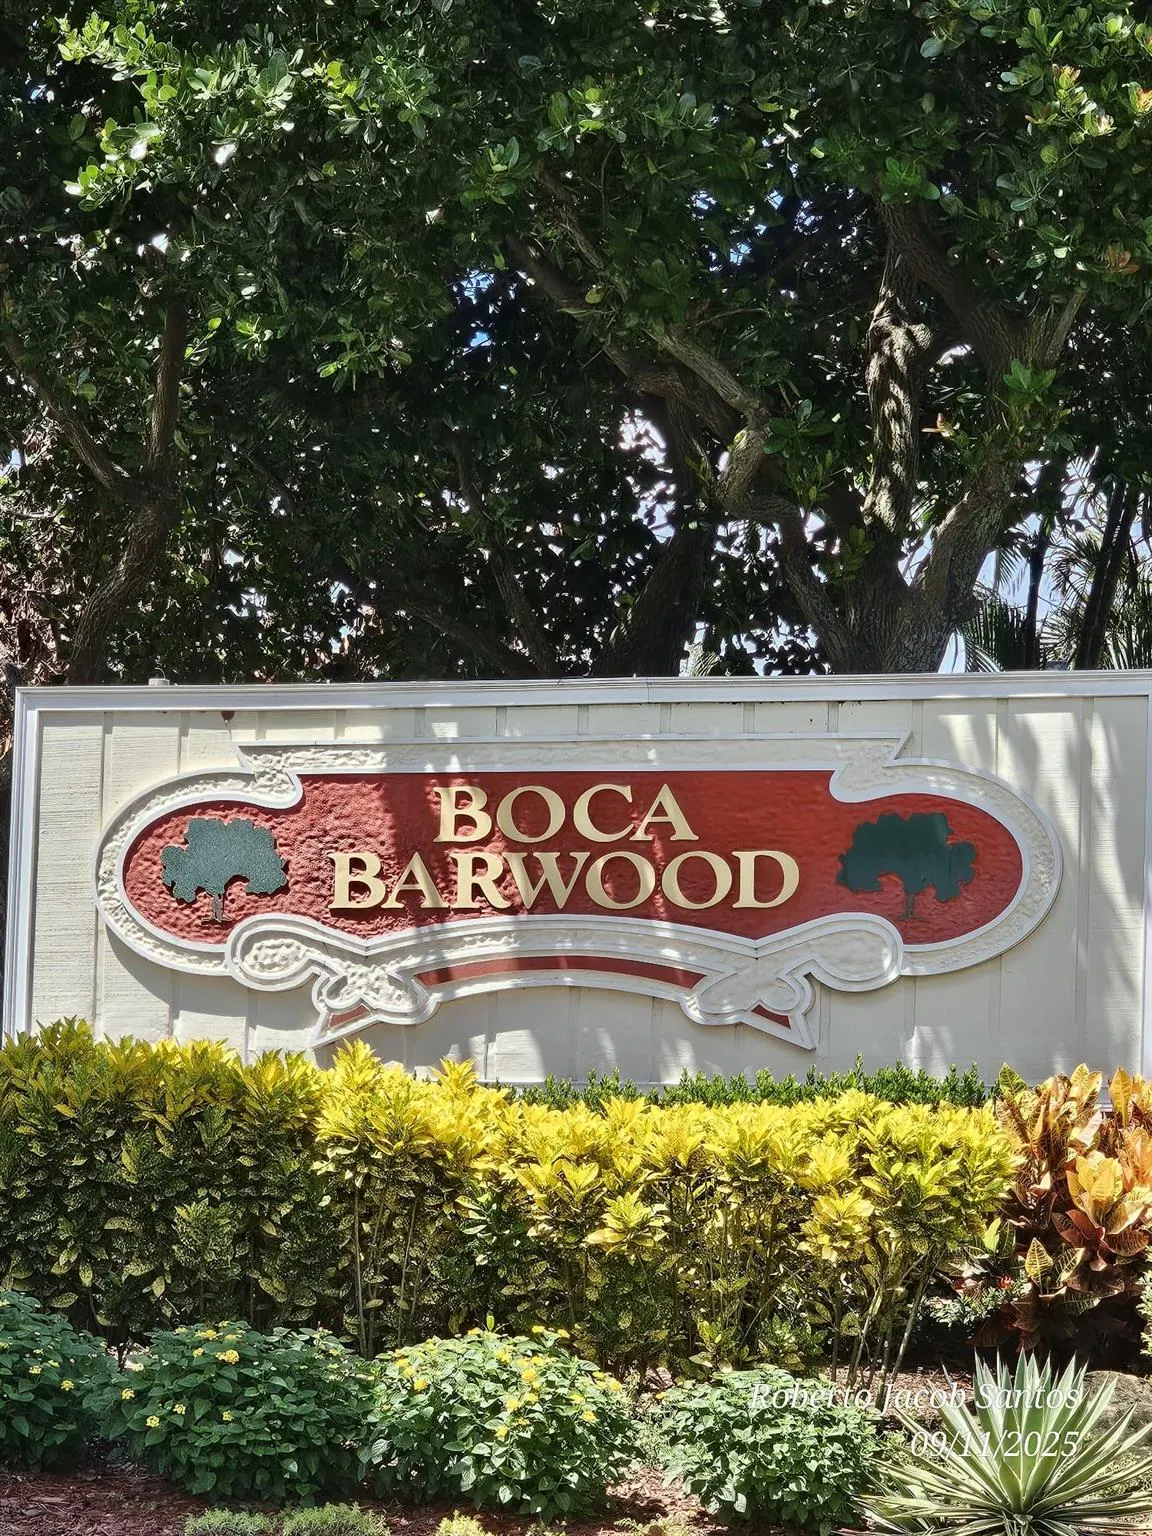 BOCA
BARWOOD
Roberto Jacob Santos
09/11/2025